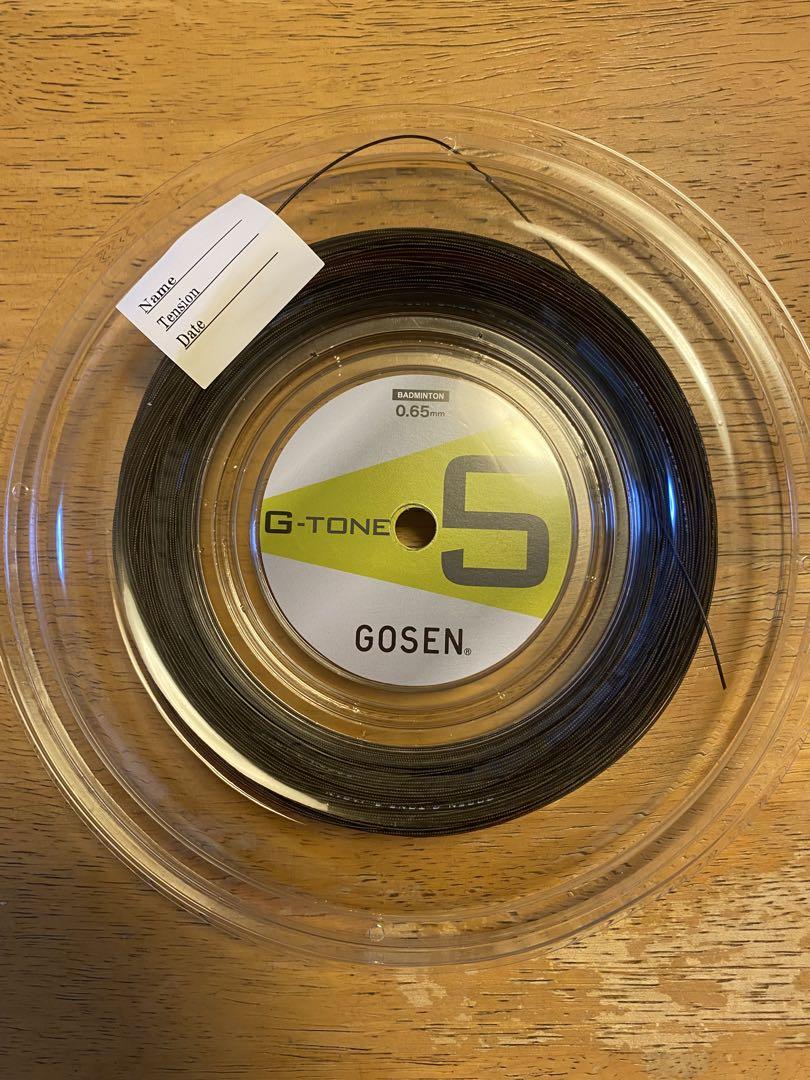 Name
Tension
Date
BADMINTON
0.65mm
G-TONE 5
GOSEN®